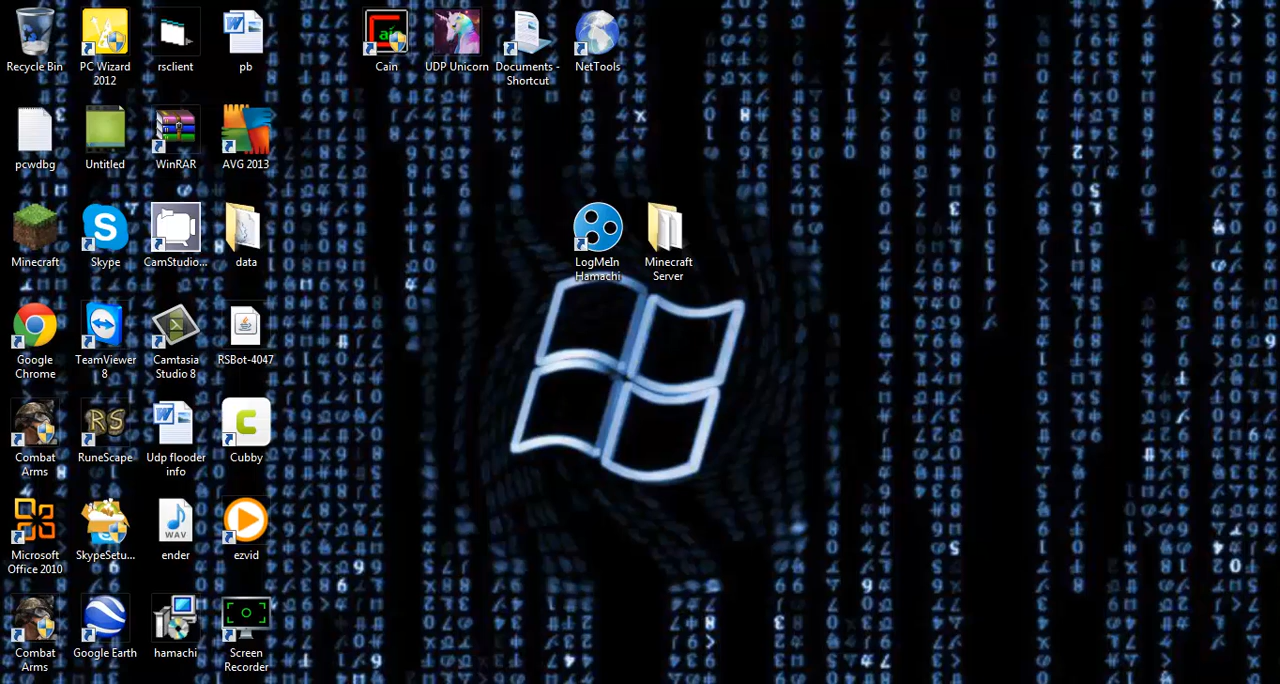 Recycle Bin
PC Wizard
2012
rsclient
pb
Cain
UDP Unicorn
Documents -
Shortcut
NetTools
pcwdbg
Untitled
WinRAR
AVG 2013
Minecraft
Skype
CamStudio...
data
LogMeIn
Hamachi
Minecraft
Server
Google
Chrome
TeamViewer
8
Camtasia
Studio 8
RSBot-4047
Combat
Arms
RS
RuneScape
Udp flooder
info
Cubby
Microsoft
Office 2010
SkypeSetu...
WAV
ender
ezvid
Combat
Arms
Google Earth
hamachi
Screen
Recorder